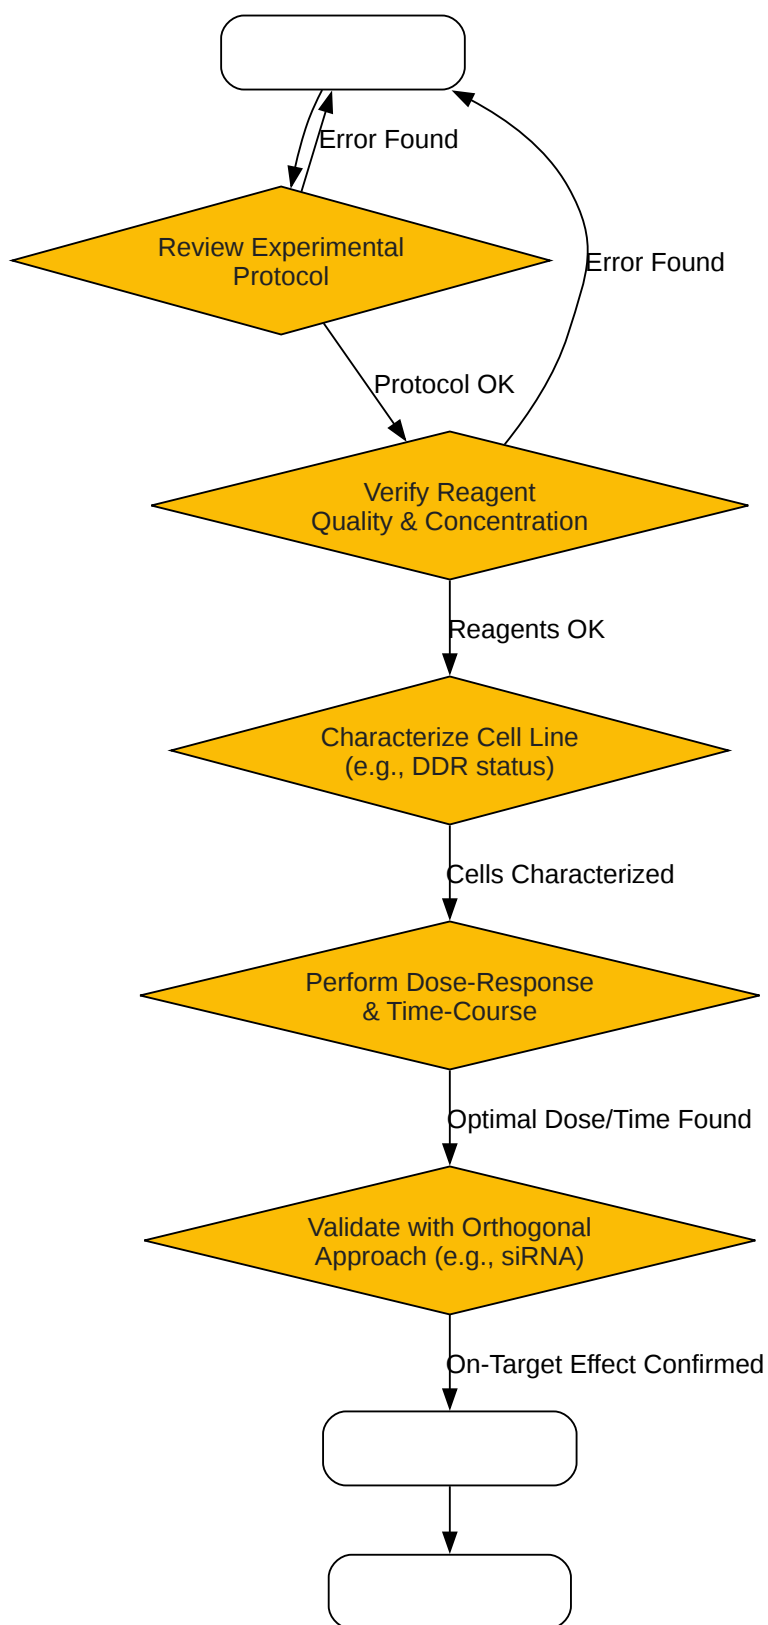 Error Found
Review Experimental
Protocol
Error Found
Protocol OK
Verify Reagent
Quality & Concentration
Reagents OK
Characterize Cell Line
(e.g., DDR status)
Cells Characterized
Perform Dose-Response
& Time-Course
Optimal Dose/Time Found
Validate with Orthogonal
Approach (e.g., siRNA)
On-Target Effect Confirmed